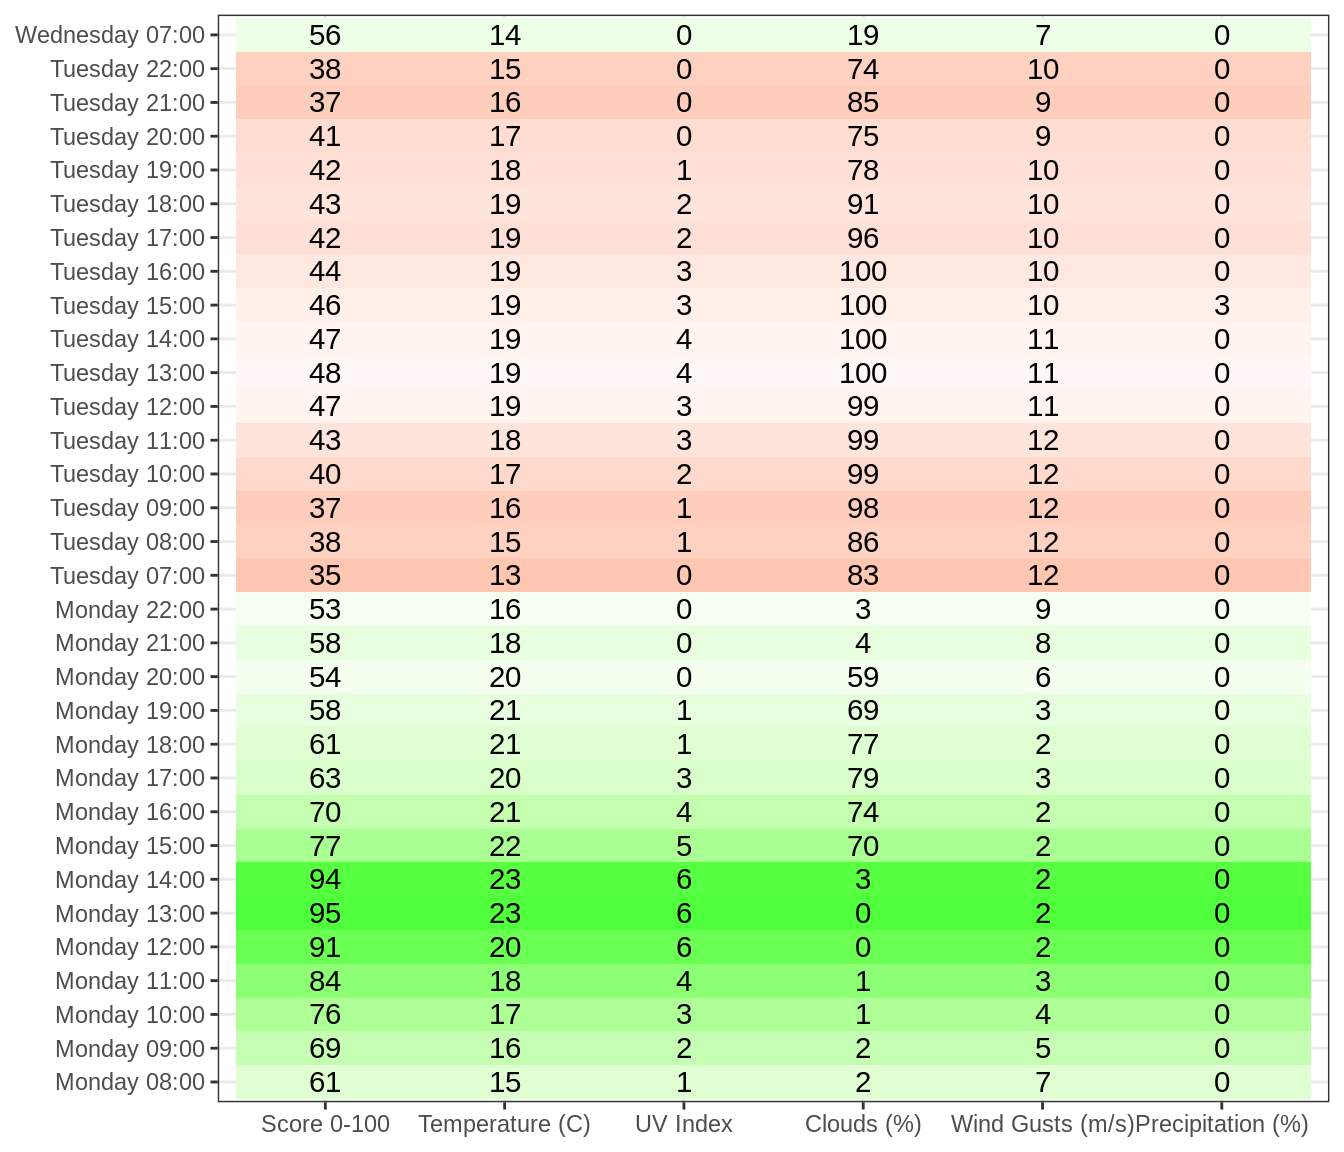 Wednesday 07:00 56 14 0 19 7 0
Tuesday 22:00 38 15 0 74 10 0
Tuesday 21:00 37 16 0 85 9 0
Tuesday 20:00 41 17 0 75 9 0
Tuesday 19:00 42 18 1 78 10 0
Tuesday 18:00 43 19 2 91 10 0
Tuesday 17:00 42 19 2 96 10 0
Tuesday 16:00 44 19 3 100 10 0
Tuesday 15:00 46 19 3 100 10 3
Tuesday 14:00 47 19 4 100 11 0
Tuesday 13:00 48 19 4 100 11 0
Tuesday 12:00 47 19 3 99 11 0
Tuesday 11:00 43 18 3 99 12 0
Tuesday 10:00 40 17 2 99 12 0
Tuesday 09:00 37 16 1 98 12 0
Tuesday 08:00 38 15 1 86 12 0
Tuesday 07:00 35 13 0 83 12 0
Monday 22:00 53 16 0 3 9 0
Monday 21:00 58 18 0 4 8 0
Monday 20:00 54 20 0 59 6 0
Monday 19:00 58 21 1 69 3 0
Monday 18:00 61 21 1 77 2 0
Monday 17:00 63 20 3 79 3 0
Monday 16:00 70 21 4 74 2 0
Monday 15:00 77 22 5 70 2 0
Monday 14:00 94 23 6 3 2 0
Monday 13:00 95 23 6 0 2 0
Monday 12:00 91 20 6 0 2 0
Monday 11:00 84 18 4 1 3 0
Monday 10:00 76 17 3 1 4 0
Monday 09:00 69 16 2 2 5 0
Monday 08:00 61 15 1 2 7 0
Score 0-100 Temperature (C) UV Index Clouds (%) Wind Gusts (m/s) Precipitation (%)